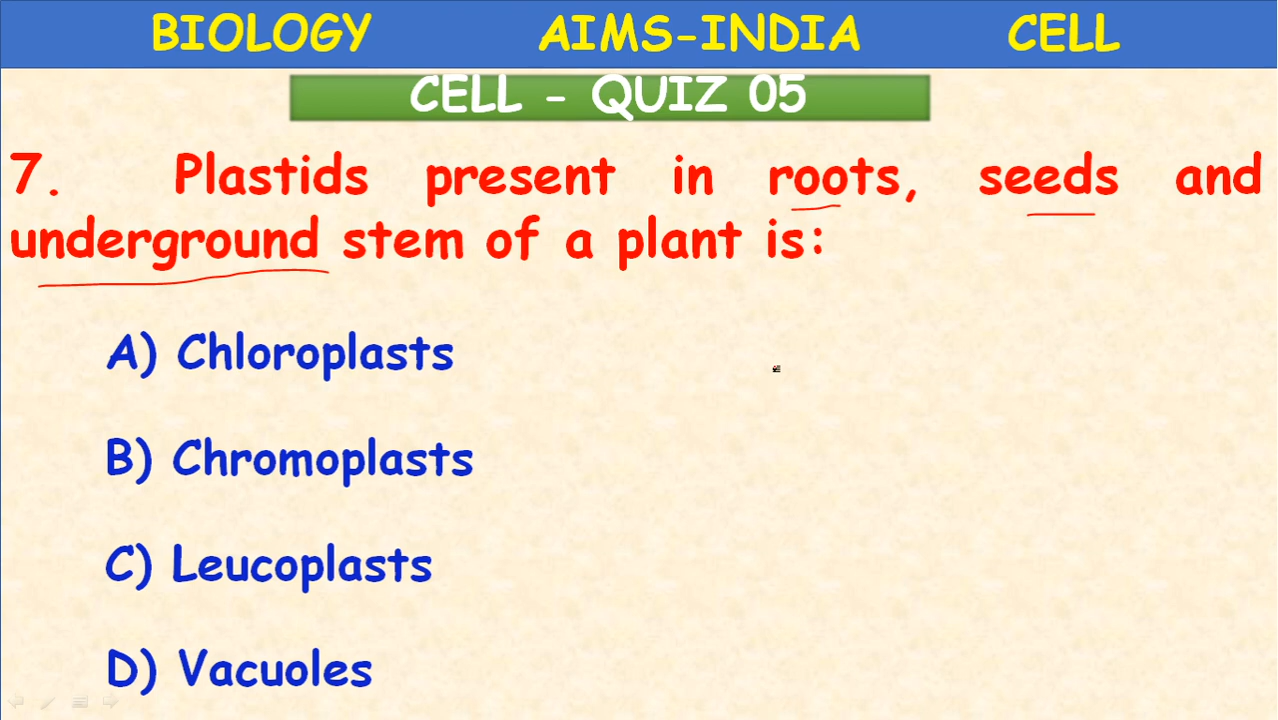 BIOLOGY AIMS-INDIA CELL
CELL - QUIZ 05
7. Plastids present in roots, seeds and
underground stem of a plant is:
A) Chloroplasts
B) Chromoplasts
C) Leucoplasts
D) Vacuoles